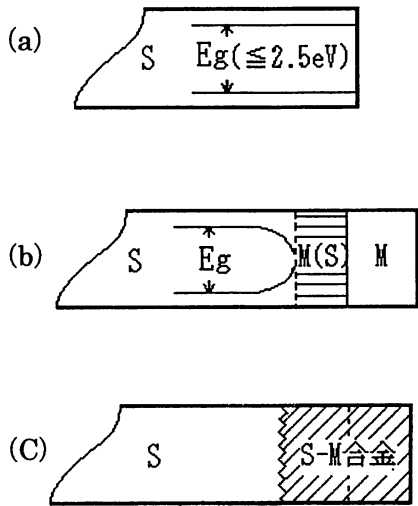 (a)
S Eg(≦2.5eV)
(b)
S Eg M(S) M
(C)
S S-M合金